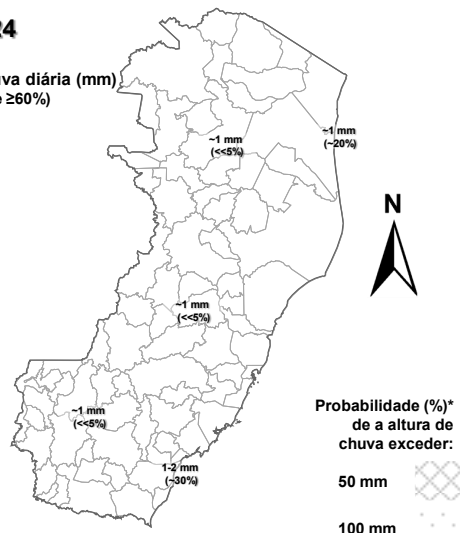 24
uva diária (mm)
e ≥60%)
~1 mm
(<<5%)
~1 mm
(~20%)
N
~1 mm
(<<5%)
~1 mm
(<<5%)
1-2 mm
(~30%)
Probabilidade (%)*
de a altura de
chuva exceder:
50 mm
100 mm